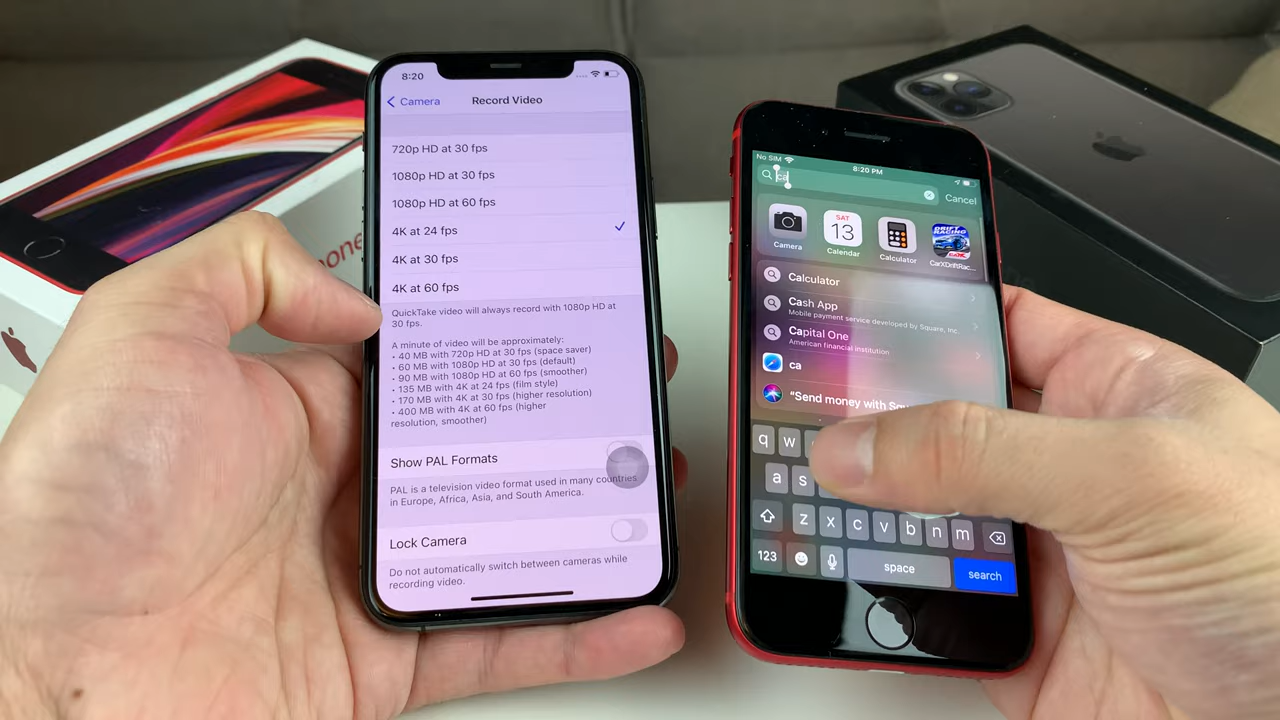 8:20
Camera
Record Video
720p HD at 30 fps
1080p HD at 30 fps
1080p HD at 60 fps
4K at 24 fps
4K at 30 fps
4K at 60 fps
QuickTake video will always record with 1080p HD at
30 fps.
A minute of video will be approximately:
• 40 MB with 720p HD at 30 fps (space saver)
• 60 MB with 1080p HD at 30 fps (default)
• 90 MB with 1080p HD at 60 fps (smoother)
• 135 MB with 4K at 24 fps (film style)
• 170 MB with 4K at 30 fps (higher resolution)
• 400 MB with 4K at 60 fps (higher
resolution, smoother)
Show PAL Formats
PAL is a television video format used in many countries
in Europe, Africa, Asia, and South America.
Lock Camera
Do not automatically switch between cameras while
recording video.
hone
No SIM
8:20 PM
ca
Cancel
SAT
13
DRIFT
RACING
Camera
Calendar
Calculator
CarXDriftRac...
Calculator
Cash App
Mobile payment service developed by Square, Inc.
Capital One
American financial institution
ca
"Send money with Squ
q w
a s
z x c v b n m
123
space
search